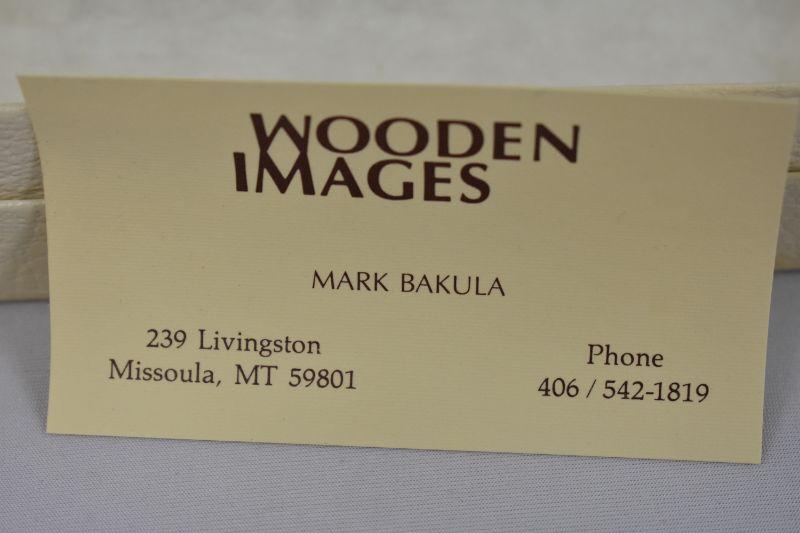 WOODEN
IMAGES
MARK BAKULA
239 Livingston
Missoula, MT 59801
Phone
406 / 542-1819